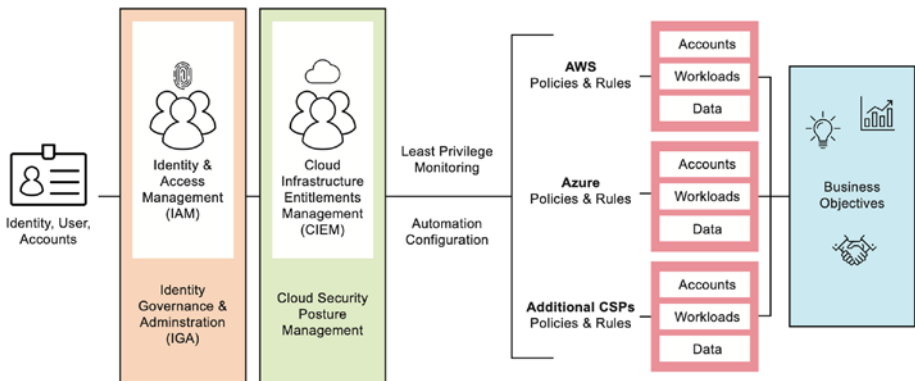 Identity, User,
Accounts
Identity &
Access
Management
(IAM)
Identity
Governance &
Adminstration
(IGA)
Cloud
Infrastructure
Entitlements
Management
(CIEM)
Cloud Security
Posture
Management
Least Privilege
Monitoring
Automation
Configuration
AWS
Policies & Rules
Accounts
Workloads
Data
Azure
Policies & Rules
Accounts
Workloads
Data
Additional CSPs
Policies & Rules
Accounts
Workloads
Data
Business
Objectives